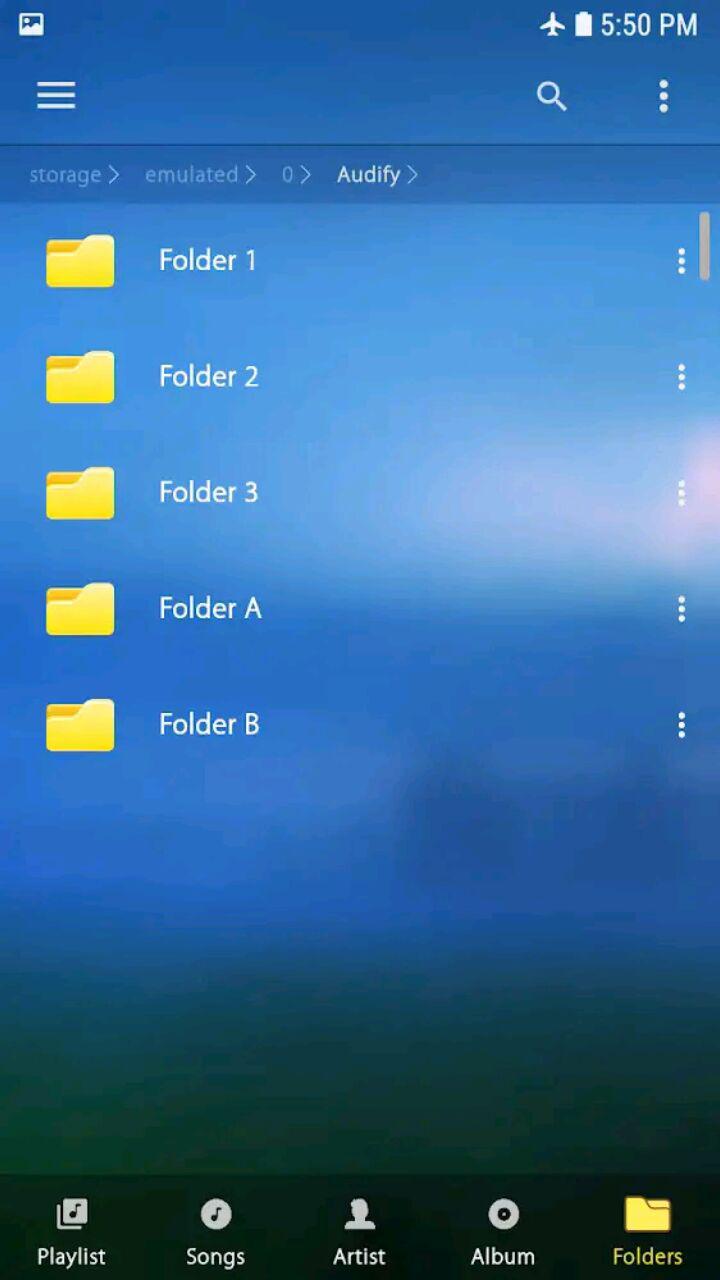 5:50 PM
storage > emulated > 0 > Audify >
Folder 1
Folder 2
Folder 3
Folder A
Folder B
Playlist Songs Artist Album Folders